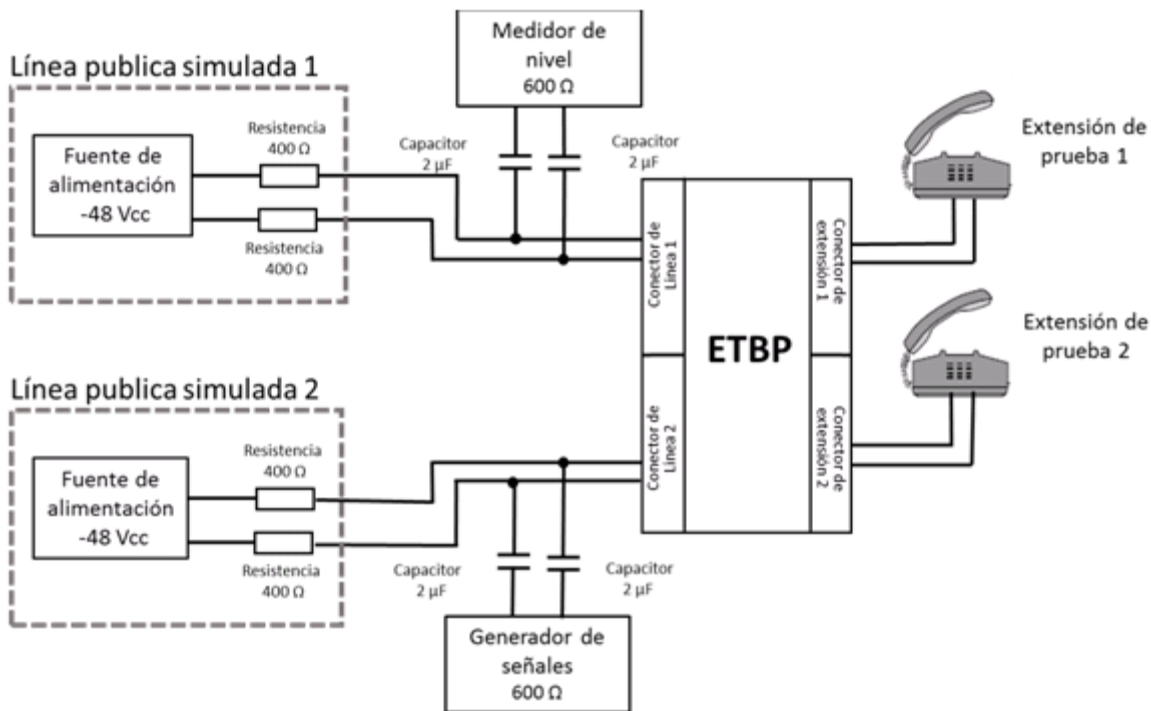 Medidor de
nivel
600 Ω
Línea publica simulada 1
Resistencia
400 Ω
Fuente de
alimentación
-48 Vcc
Resistencia
400 Ω
Capacitor
2 µF
Capacitor
2 µF
Conector de
Linea 1
Conector de
extensión 1
Extensión de
prueba 1
ETBP
Extensión de
prueba 2
Línea publica simulada 2
Resistencia
400 Ω
Fuente de
alimentación
-48 Vcc
Resistencia
400 Ω
Conector de
Linea 2
Conector de
extensión 2
Capacitor
2 µF
Capacitor
2 µF
Generador de
señales
600 Ω